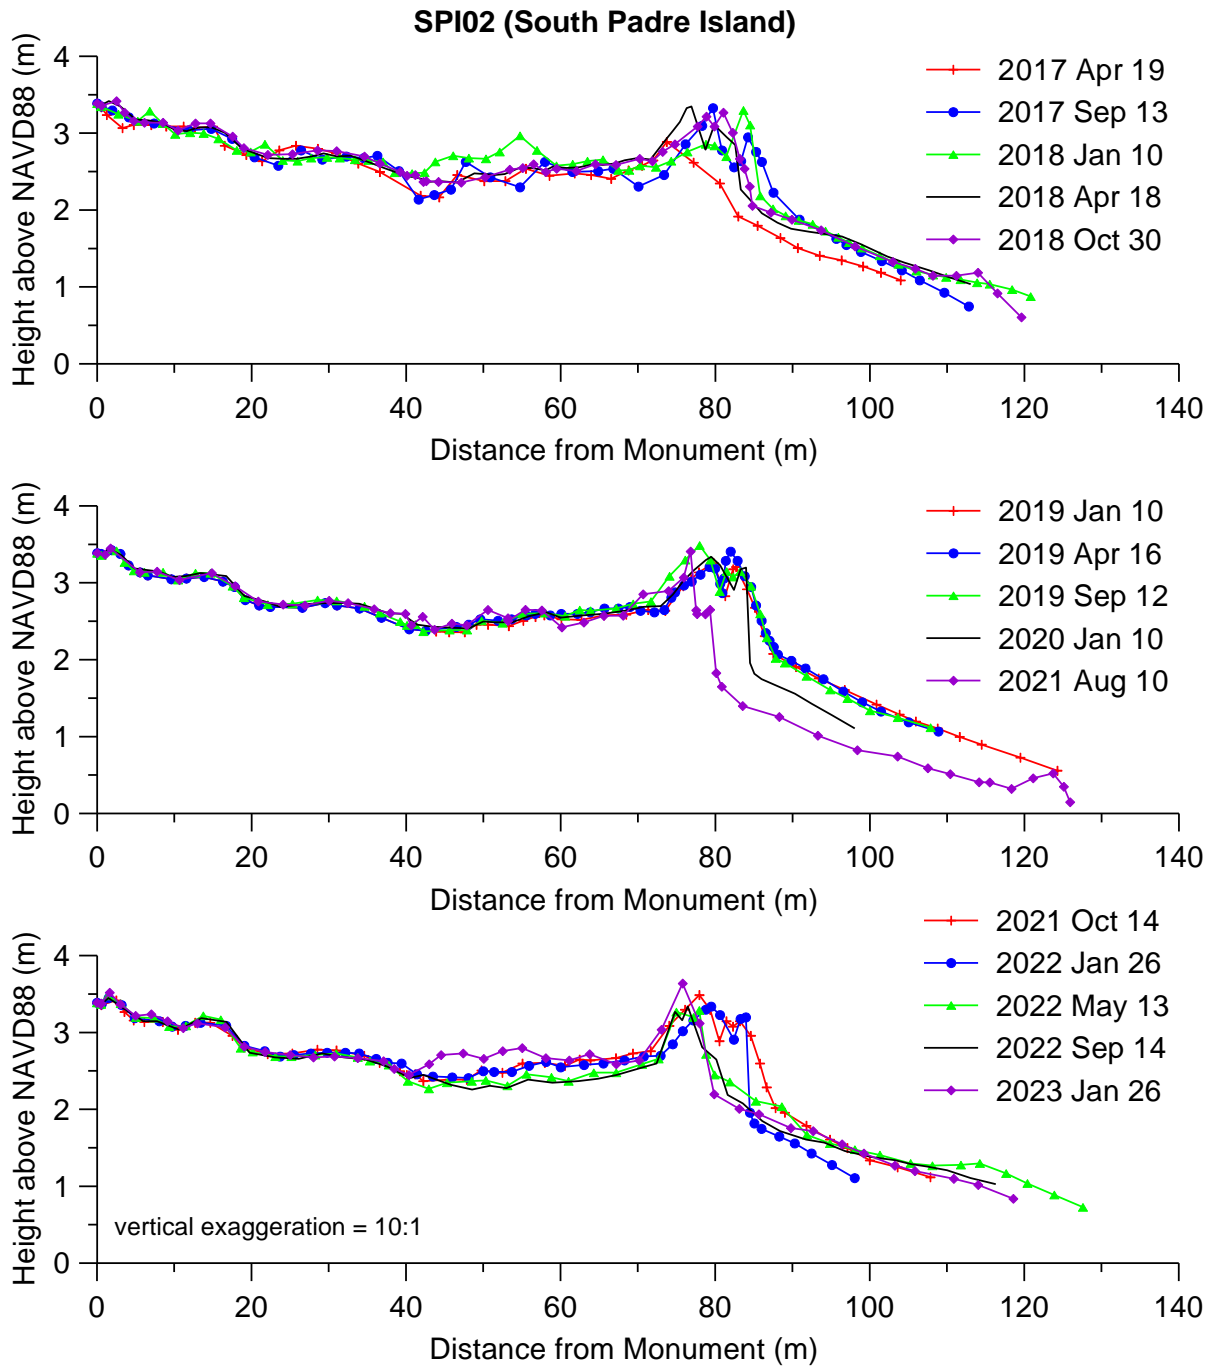 SPI02 (South Padre Island)
Height above NAVD88 (m)
4
3
2
1
0
2017 Apr 19
2017 Sep 13
2018 Jan 10
2018 Apr 18
2018 Oct 30
0 20 40 60 80 100 120 140
Distance from Monument (m)
Height above NAVD88 (m)
4
3
2
1
0
2019 Jan 10
2019 Apr 16
2019 Sep 12
2020 Jan 10
2021 Aug 10
0 20 40 60 80 100 120 140
Distance from Monument (m)
Height above NAVD88 (m)
4
3
2
1
0
2021 Oct 14
2022 Jan 26
2022 May 13
2022 Sep 14
2023 Jan 26
vertical exaggeration = 10:1
0 20 40 60 80 100 120 140
Distance from Monument (m)